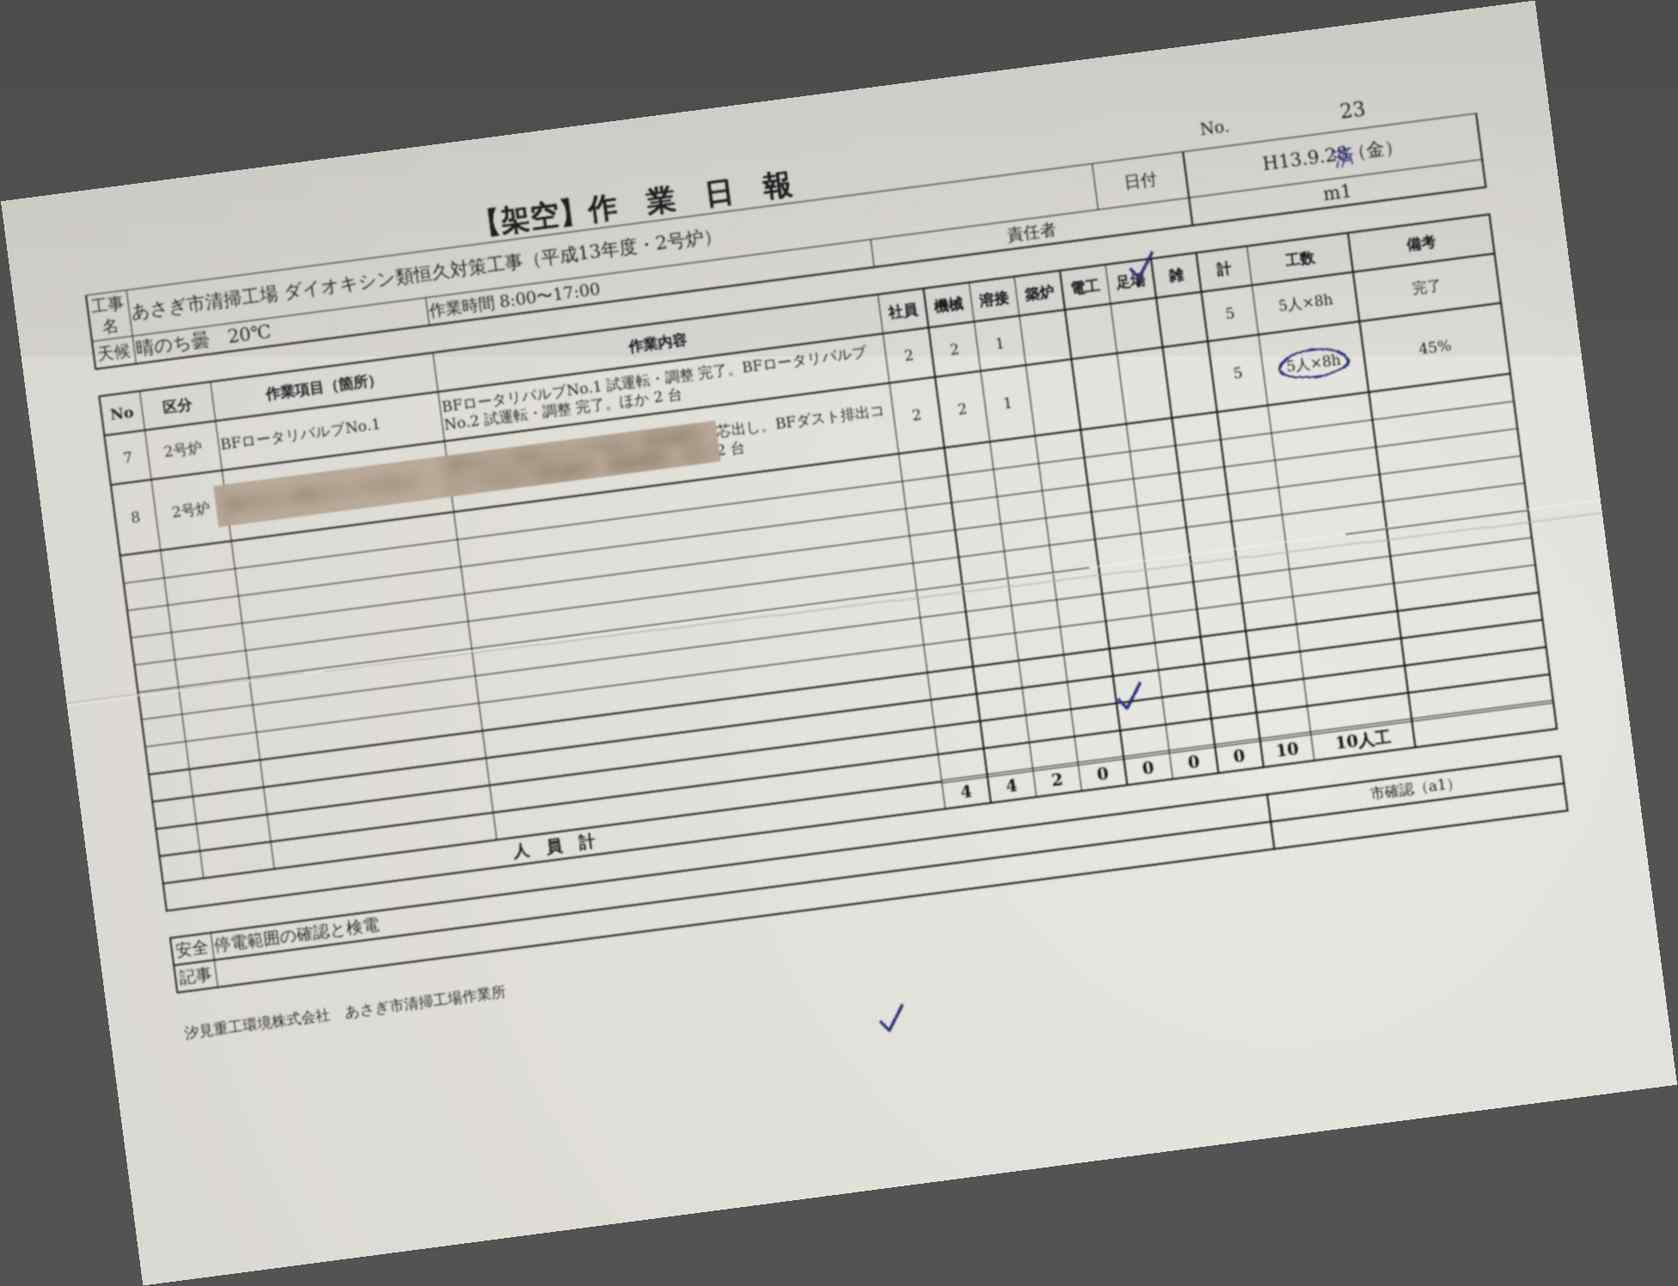 No. 23
【架空】作 業 日 報
工事名 あさぎ市清掃工場 ダイオキシン類恒久対策工事（平成13年度・2号炉） 日付 H13.9.28（金）
済
天候 晴のち曇 20℃ 作業時間 8:00〜17:00 責任者 m1
No 区分 作業項目（箇所） 作業内容 社員 機械 溶接 築炉 電工 足場 雑 計 工数 備考
7 2号炉 BFロータリバルブNo.1 BFロータリバルブNo.1 試運転・調整 完了。BFロータリバルブ 2 2 1 5 5人×8h 完了
No.2 試運転・調整 完了。ほか 2 台
8 2号炉 芯出し。BFダスト排出コ 2 2 1 5 5人×8h 45%
2 台
人 員 計 4 4 2 0 0 0 0 10 10人工
市確認（a1）
安全 停電範囲の確認と検電
記事
汐見重工環境株式会社 あさぎ市清掃工場作業所